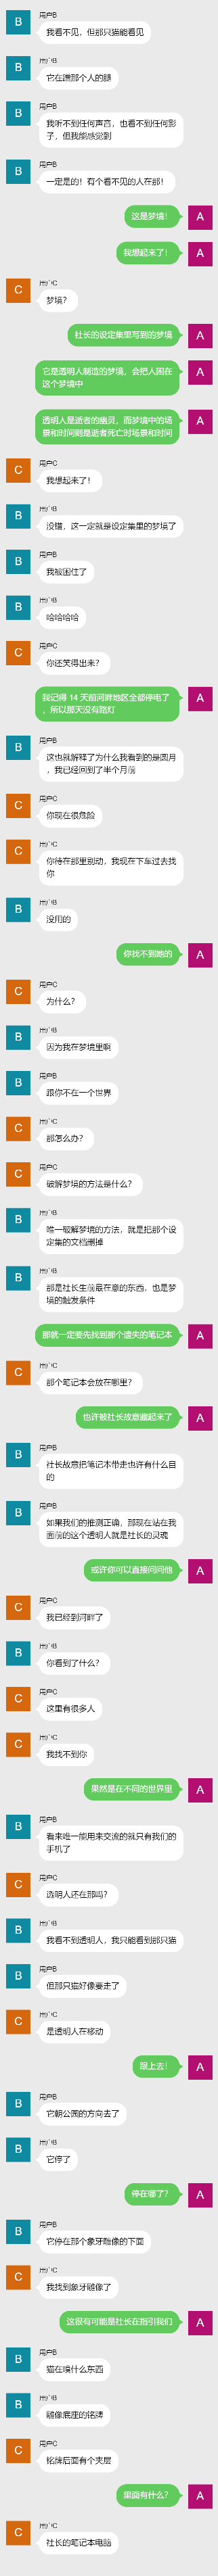 B
用户B
我看不见，但那只猫能看见
B
用户B
它在蹭那个人的腿
B
用户B
我听不到任何声音，也看不到任何影
子，但我能感觉到
B
用户B
一定是的！有个看不见的人在那！
这是梦境！
A
我想起来了！
A
C
用户C
梦境？
社长的设定集里写到的梦境
A
它是透明人制造的梦境，会把人困在
这个梦境中
A
透明人是逝者的幽灵，而梦境中的场
景和时间则是逝者死亡时场景和时间
A
C
用户C
我想起来了！
B
用户B
没错，这一定就是设定集里的梦境了
B
用户B
我被困住了
B
用户B
哈哈哈哈
C
用户C
你还笑得出来？
我记得 14 天前河畔地区全都停电了
，所以那天没有路灯
A
B
用户B
这也就解释了为什么我看到的是圆月
，我已经回到了半个月前
C
用户C
你现在很危险
C
用户C
你待在那里别动，我现在下车过去找
你
B
用户B
没用的
你找不到她的
A
C
用户C
为什么？
B
用户B
因为我在梦境里啊
B
用户B
跟你不在一个世界
C
用户C
那怎么办？
C
用户C
破解梦境的方法是什么？
B
用户B
唯一破解梦境的方法，就是把那个设
定集的文档删掉
B
用户B
那是社长生前最在意的东西，也是梦
境的触发条件
那就一定要先找到那个遗失的笔记本
A
C
用户C
那个笔记本会放在哪里？
也许被社长故意藏起来了
A
B
用户B
社长故意把笔记本带走也许有什么目
的
B
用户B
如果我们的推测正确，那现在站在我
面前的这个透明人就是社长的灵魂
或许你可以直接问问他
A
C
用户C
我已经到河畔了
B
用户B
你看到了什么？
C
用户C
这里有很多人
C
用户C
我找不到你
果然是在不同的世界里
A
B
用户B
看来唯一能用来交流的就只有我们的
手机了
C
用户C
透明人还在那吗？
B
用户B
我看不到透明人，我只能看到那只猫
B
用户B
但那只猫好像要走了
C
用户C
是透明人在移动
跟上去！
A
B
用户B
它朝公园的方向去了
B
用户B
它停了
停在哪了？
A
B
用户B
它停在那个象牙雕像的下面
C
用户C
我找到象牙雕像了
这很有可能是社长在指引我们
A
B
用户B
猫在嗅什么东西
B
用户B
雕像底座的铭牌
C
用户C
铭牌后面有个夹层
里面有什么？
A
C
用户C
社长的笔记本电脑